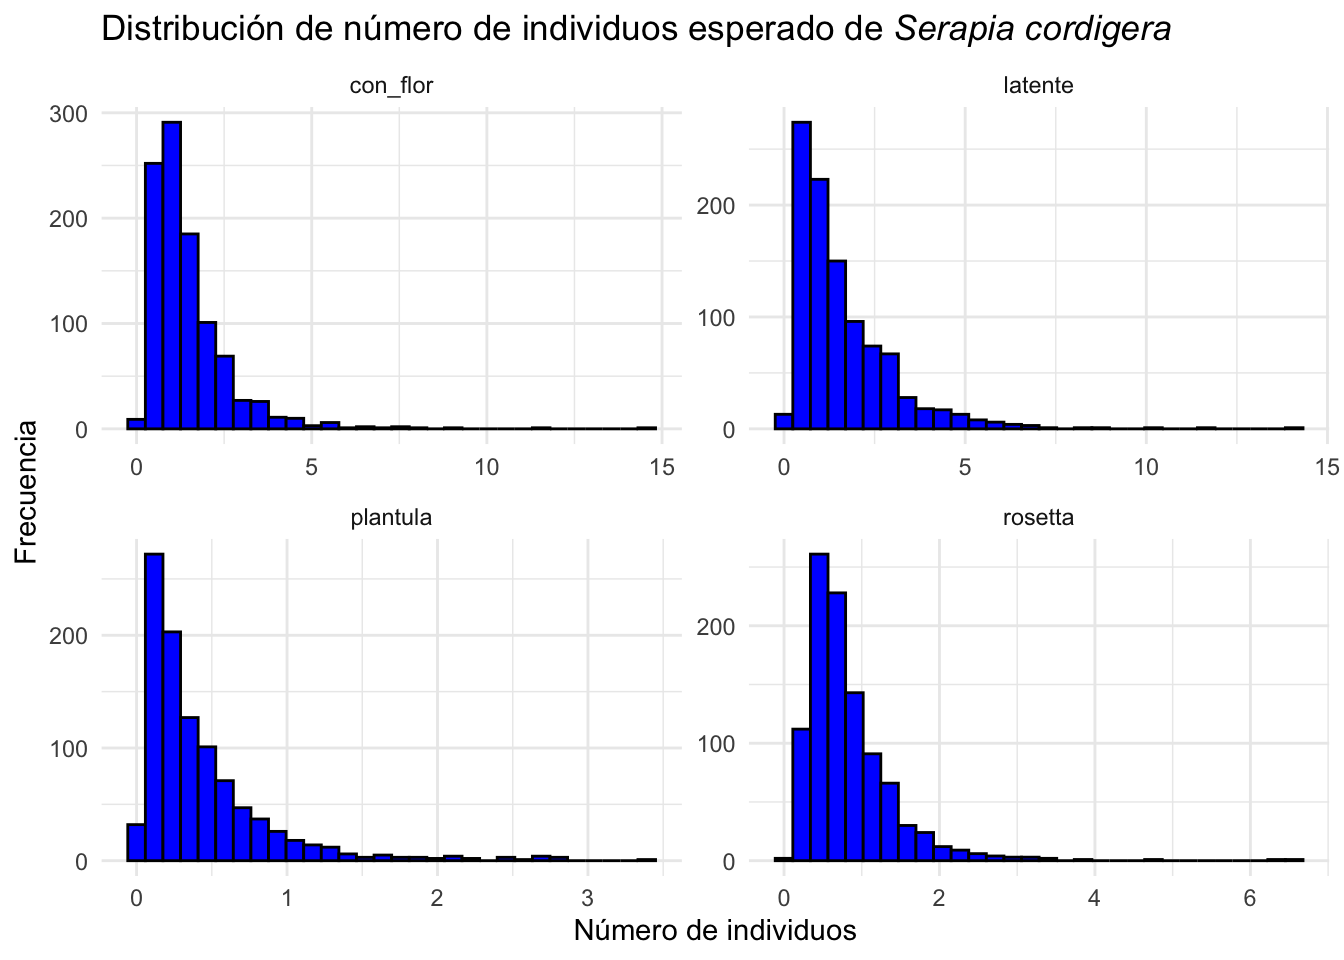 Distribución de número de individuos esperado de Serapia cordigera
con_flor
latente
300
200
100
0
200
100
0
0 5 10 15
0 5 10 15
Frecuencia
plantula
rosetta
200
100
0
200
100
0
0 1 2 3
0 2 4 6
Número de individuos